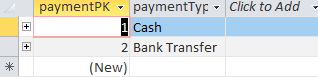 paymentPK paymentTyp Click to Add
1 Cash
2 Bank Transfer
(New)